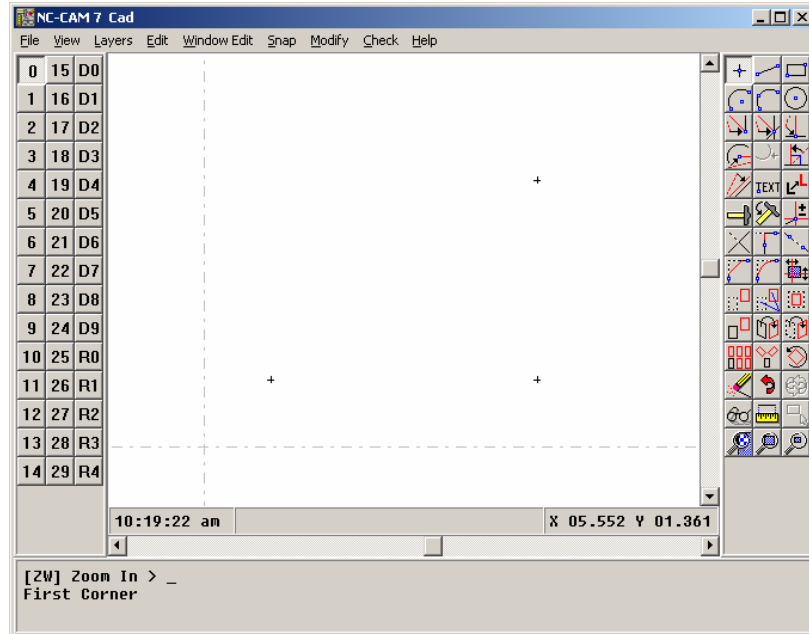 NC-CAM 7 Cad
File View Layers Edit Window Edit Snap Modify Check Help
0 15 D0
1 16 D1
2 17 D2
3 18 D3
4 19 D4
5 20 D5
6 21 D6
7 22 D7
8 23 D8
9 24 D9
10 25 R0
11 26 R1
12 27 R2
13 28 R3
14 29 R4
TEXT
10:19:22 am
X 05.552 Y 01.361
[ZW] Zoom In > _
First Corner